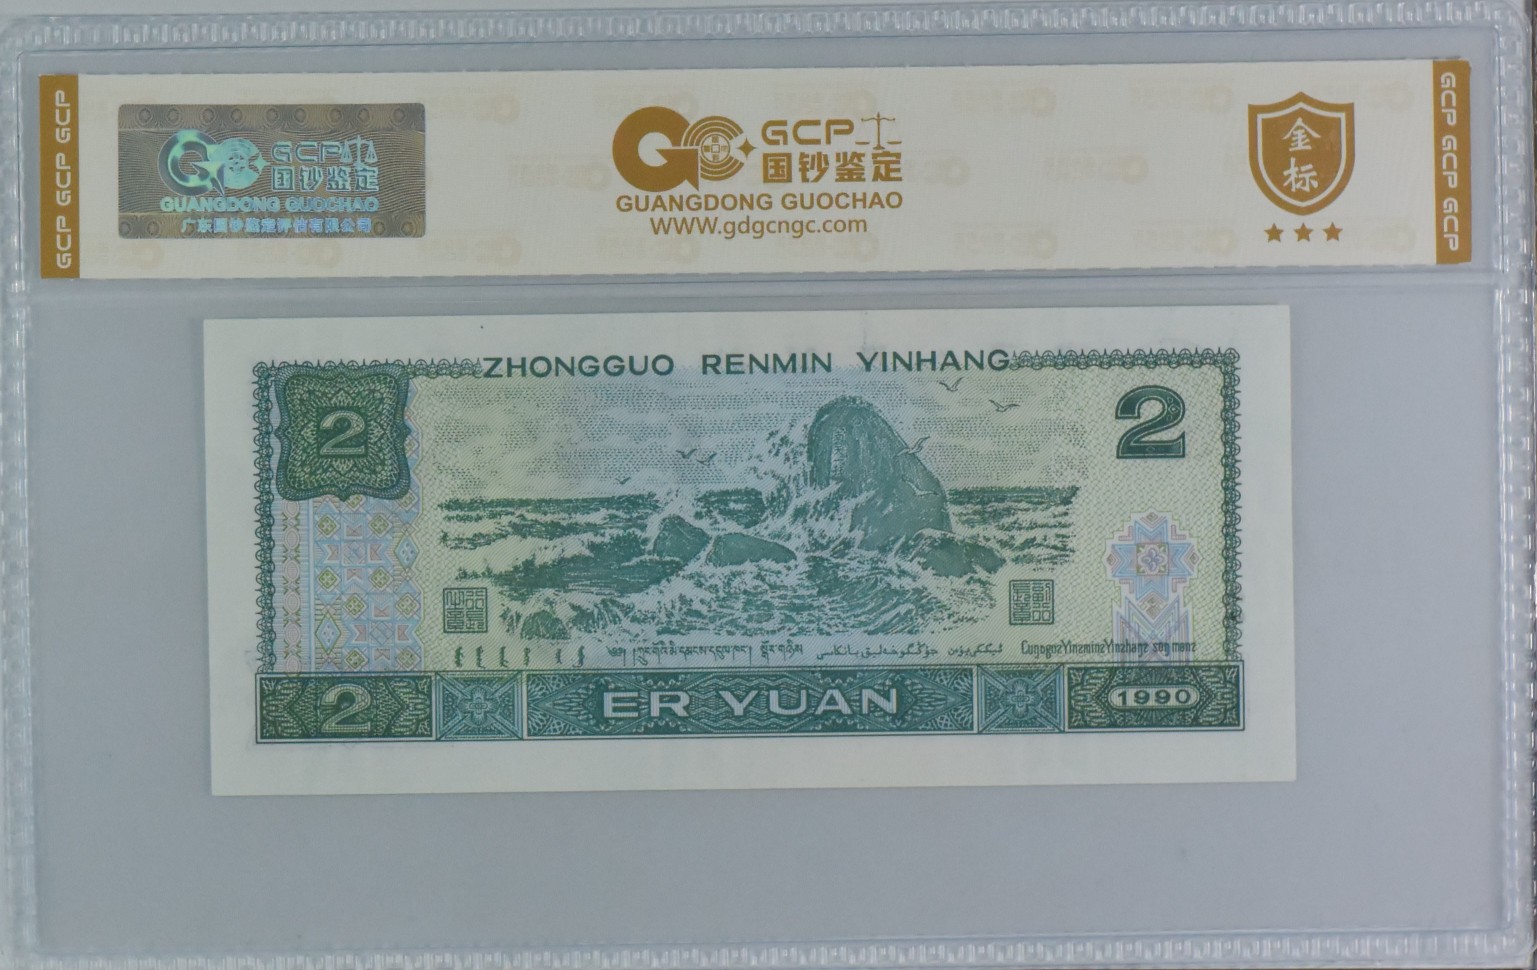 GCP GCP GCP
GCP
国钞鉴定
GUANGDONG GUOCHAO
广东国钞鉴定评估有限公司
GCP
国钞鉴定
GUANGDONG GUOCHAO
WWW.gdgcngc.com
金标
GCP GCP GCP
ZHONGGUO RENMIN YINHANG
2
2
2
ER YUAN
1990